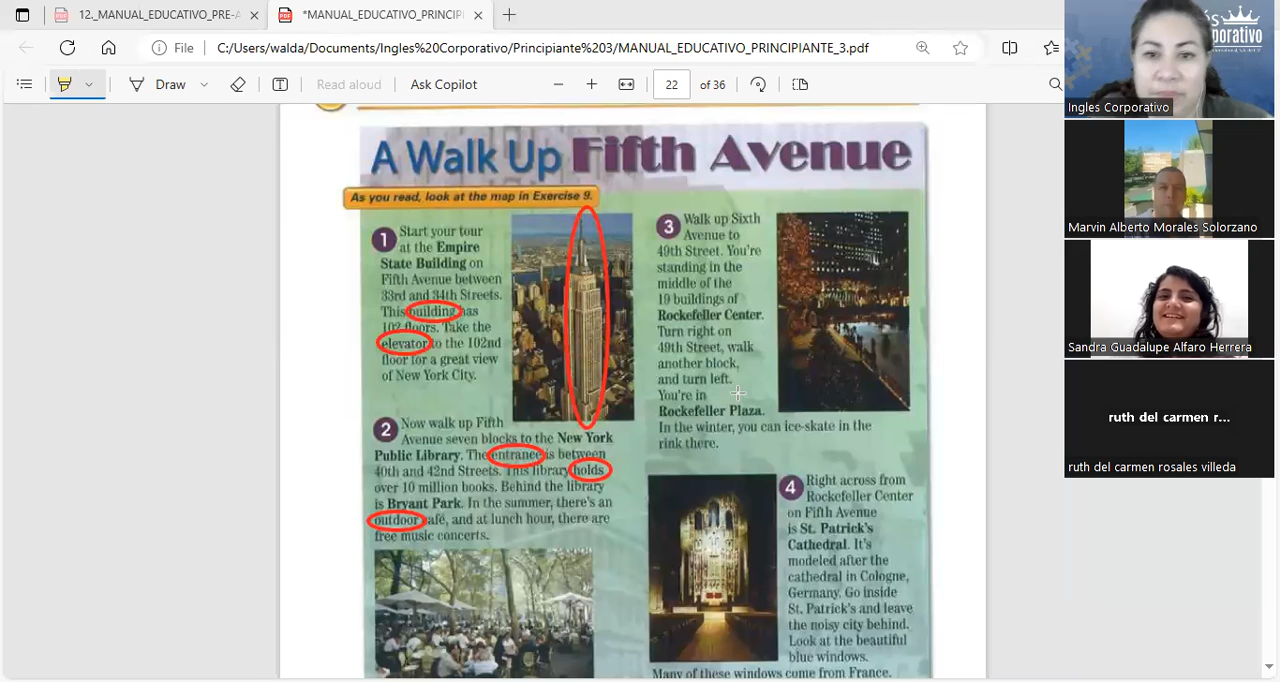 12._MANUAL_EDUCATIVO_PRE-A
*MANUAL_EDUCATIVO_PRINCIPI
File
C:/Users/walda/Documents/Ingles%20Corporativo/Principiante%203/MANUAL_EDUCATIVO_PRINCIPIANTE_3.pdf
Draw
Read aloud
Ask Copilot
22
of 36
A Walk Up Fifth Avenue
As you read, look at the map in Exercise 9.
1
Start your tour
at the Empire
State Building on
Fifth Avenue between
33rd and 34th Streets.
This building has
102 floors. Take the
elevator to the 102nd
floor for a great view
of New York City.
2
Now walk up Fifth
Avenue seven blocks to the New York
Public Library. The entrance is between
40th and 42nd Streets. This library holds
over 10 million books. Behind the library
is Bryant Park. In the summer, there's an
outdoor café, and at lunch hour, there are
free music concerts.
3
Walk up Sixth
Avenue to
49th Street. You're
standing in the
middle of the
19 buildings of
Rockefeller Center.
Turn right on
49th Street, walk
another block,
and turn left.
You're in
Rockefeller Plaza.
In the winter, you can ice-skate in the
rink there.
4
Right across from
Rockefeller Center
on Fifth Avenue
is St. Patrick's
Cathedral. It's
modeled after the
cathedral in Cologne,
Germany. Go inside
St. Patrick's and leave
the noisy city behind.
Look at the beautiful
blue windows.
Many of these windows come from France.
Ingles Corporativo
Marvin Alberto Morales Solorzano
Sandra Guadalupe Alfaro Herrera
ruth del carmen r...
ruth del carmen rosales villeda